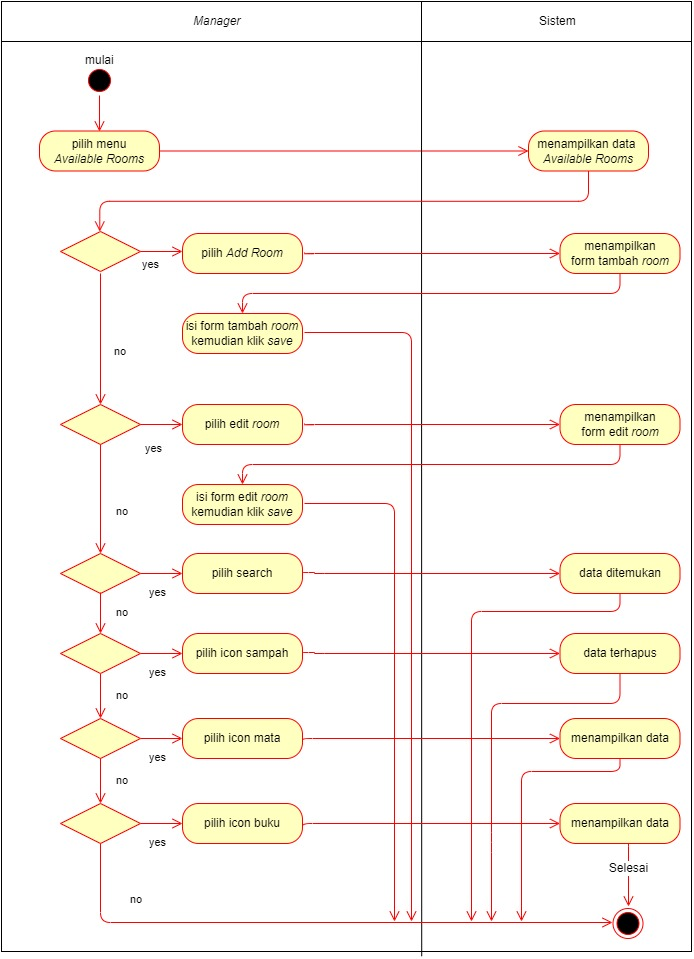 Manager
Sistem
mulai
pilih menu
Available Rooms
menampilkan data
Available Rooms
yes
pilih Add Room
menampilkan
form tambah room
isi form tambah room
kemudian klik save
no
yes
pilih edit room
menampilkan
form edit room
isi form edit room
kemudian klik save
no
yes
pilih search
data ditemukan
no
yes
pilih icon sampah
data terhapus
no
yes
pilih icon mata
menampilkan data
no
yes
pilih icon buku
menampilkan data
Selesai
no